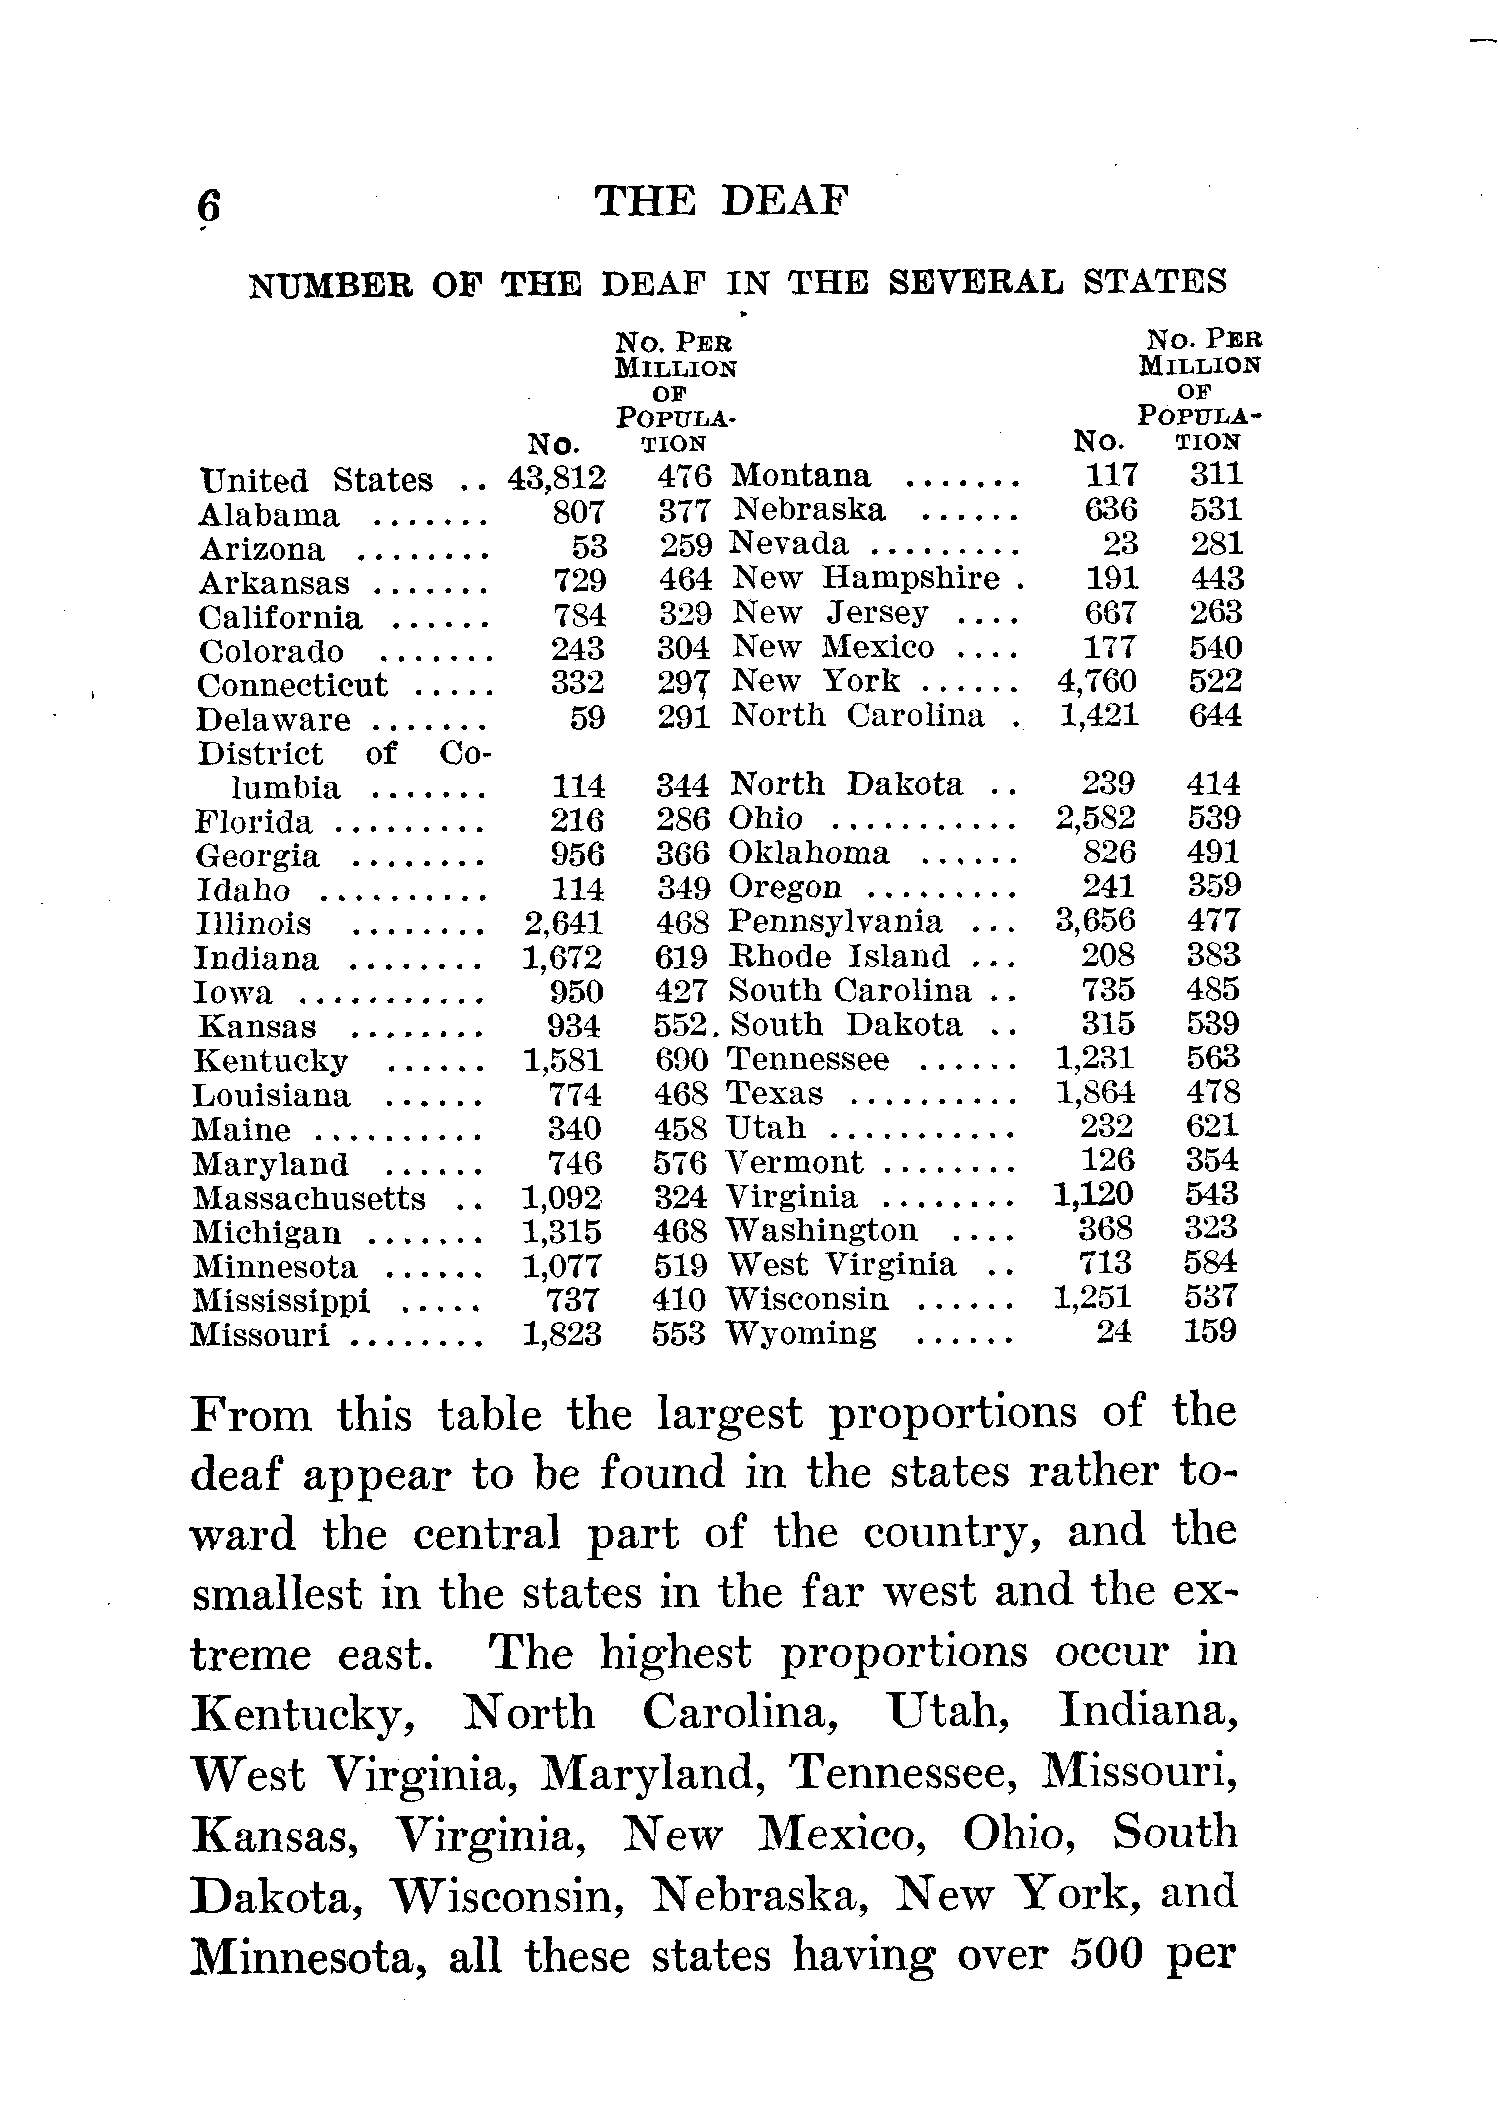 6 THE DEAF
NUMBER OF THE DEAF IN THE SEVERAL STATES
No. Per No. Per
Million Million
of of
Popula- Popula-
No. tion No. tion
United States .. 43,812 476 Montana ....... 117 311
Alabama ....... 807 377 Nebraska ...... 636 531
Arizona ........ 53 259 Nevada ......... 23 281
Arkansas ....... 729 464 New Hampshire . 191 443
California ...... 784 329 New Jersey .... 667 263
Colorado ....... 243 304 New Mexico .... 177 540
Connecticut ..... 332 297 New York ...... 4,760 522
Delaware ....... 59 291 North Carolina . 1,421 644
District of Co-
lumbia ....... 114 344 North Dakota .. 239 414
Florida ......... 216 286 Ohio ........... 2,582 539
Georgia ........ 956 366 Oklahoma ...... 826 491
Idaho .......... 114 349 Oregon ......... 241 359
Illinois ........ 2,641 468 Pennsylvania ... 3,656 477
Indiana ........ 1,672 619 Rhode Island ... 208 383
Iowa ........... 950 427 South Carolina .. 735 485
Kansas ........ 934 552. South Dakota .. 315 539
Kentucky ...... 1,581 690 Tennessee ...... 1,231 563
Louisiana ...... 774 468 Texas .......... 1,864 478
Maine .......... 340 458 Utah ........... 232 621
Maryland ...... 746 576 Vermont ........ 126 354
Massachusetts .. 1,092 324 Virginia ........ 1,120 543
Michigan ....... 1,315 468 Washington .... 368 323
Minnesota ...... 1,077 519 West Virginia .. 713 584
Mississippi ..... 737 410 Wisconsin ...... 1,251 537
Missouri ........ 1,823 553 Wyoming ...... 24 159
From this table the largest proportions of the
deaf appear to be found in the states rather to-
ward the central part of the country, and the
smallest in the states in the far west and the ex-
treme east. The highest proportions occur in
Kentucky, North Carolina, Utah, Indiana,
West Virginia, Maryland, Tennessee, Missouri,
Kansas, Virginia, New Mexico, Ohio, South
Dakota, Wisconsin, Nebraska, New York, and
Minnesota, all these states having over 500 per